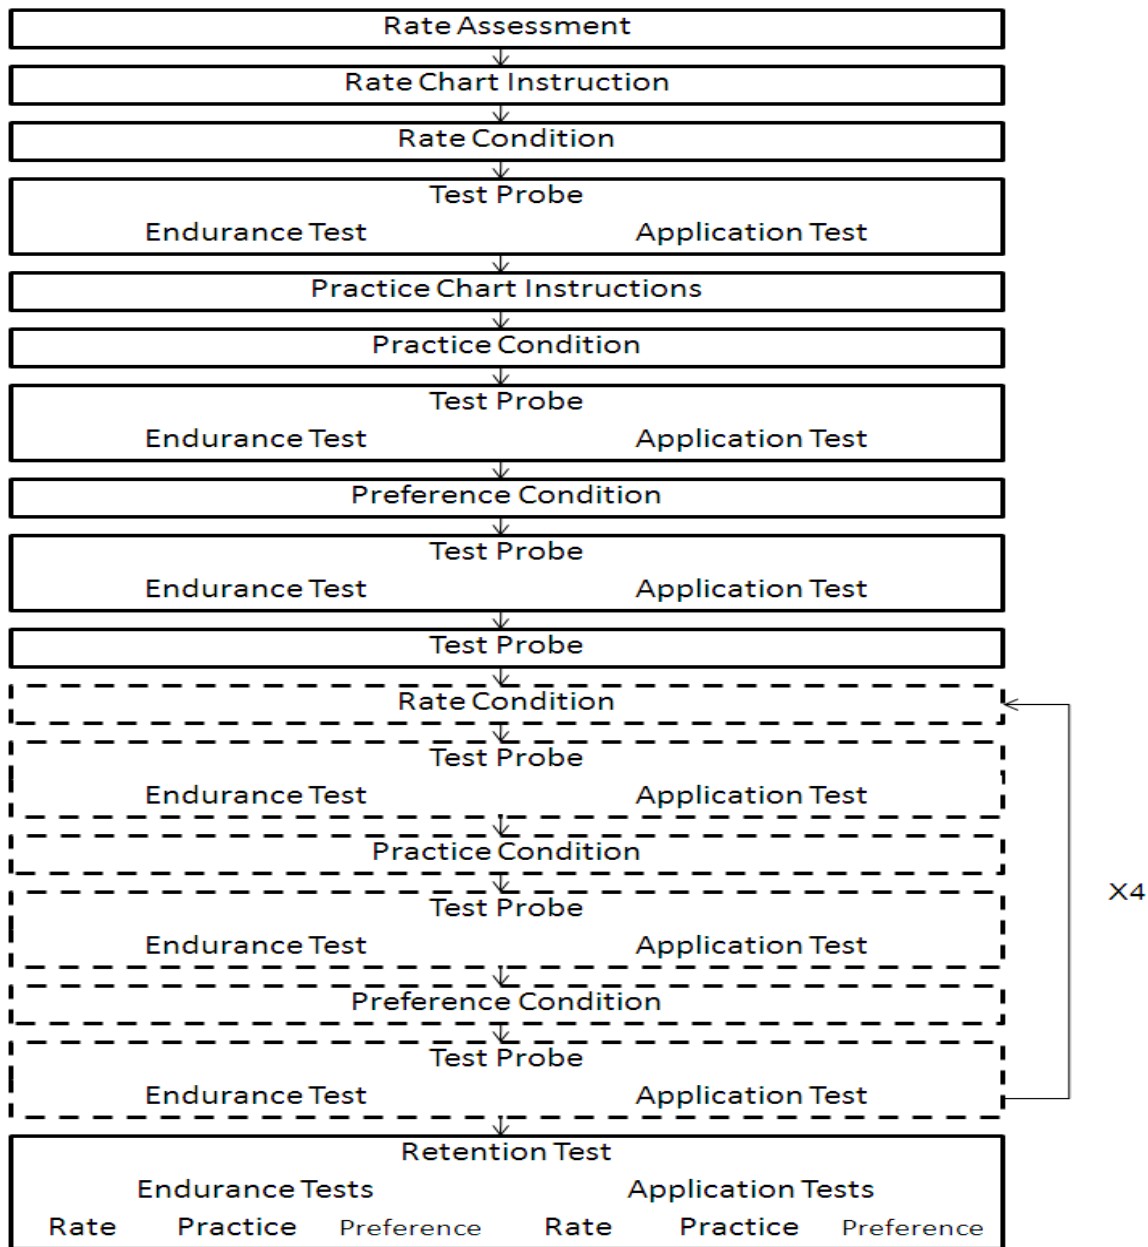 Rate Assessment
Rate Chart Instruction
Rate Condition
Test Probe
Endurance Test Application Test
Practice Chart Instructions
Practice Condition
Test Probe
Endurance Test Application Test
Preference Condition
Test Probe
Endurance Test Application Test
Test Probe
Rate Condition
Test Probe
Endurance Test Application Test
Practice Condition
X4
Test Probe
Endurance Test Application Test
Preference Condition
Test Probe
Endurance Test Application Test
Retention Test
Endurance Tests Application Tests
Rate Practice Preference Rate Practice Preference